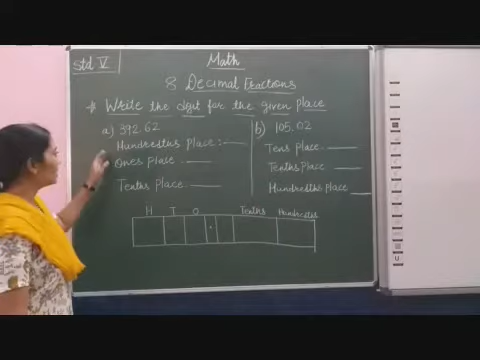 Std V
Math
8 Decimal Fractions
* Write the digit for the given place
a) 392.62
Hundredths place :-
Ones place
Tenths place
b) 105.02
Tens place
Tenths place
Hundredths place
H T O Tenths Hundredths
.